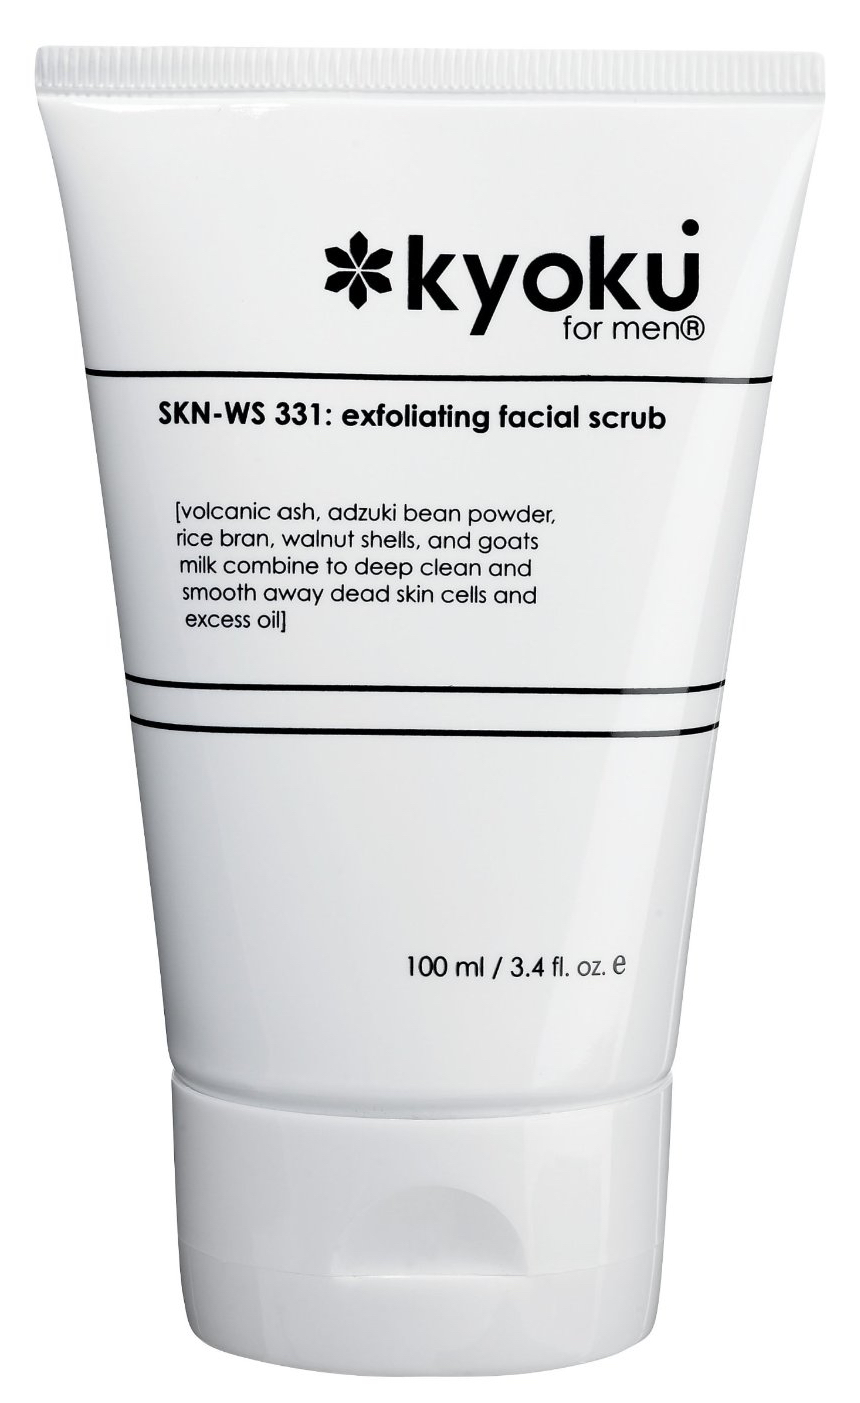 kyoku
for men®
SKN-WS 331: exfoliating facial scrub
[volcanic ash, adzuki bean powder,
rice bran, walnut shells, and goats
milk combine to deep clean and
smooth away dead skin cells and
excess oil]
100 ml / 3.4 fl. oz. e